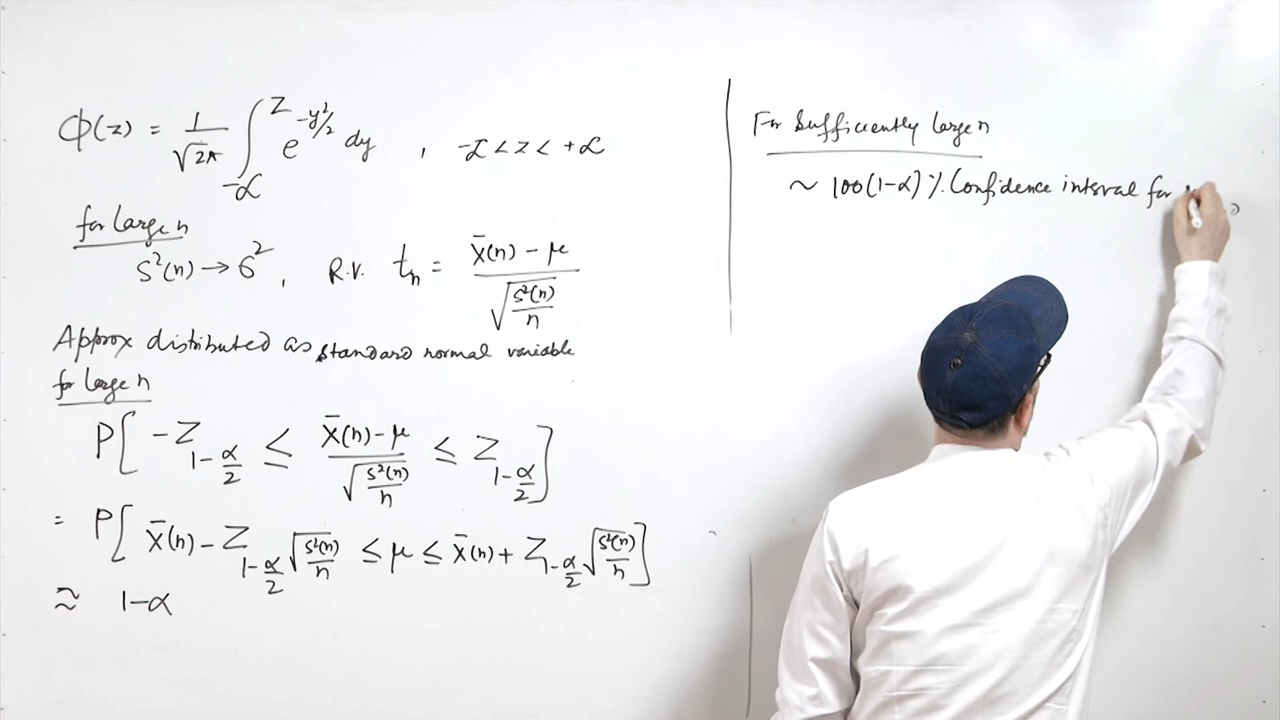 Φ(z) = 1/√2π ∫_{-∞}^{z} e^{-y²/2} dy , -∞ < z < +∞
for large n
S²(n) → σ² , R.V. tₙ = (X̄(n) - μ) / √(S²(n)/n)
Approx distributed as standard normal variable
for large n
P[ -Z_{1-α/2} ≤ (X̄(n) - μ) / √(S²(n)/n) ≤ Z_{1-α/2} ]
= P[ X̄(n) - Z_{1-α/2} √(S²(n)/n) ≤ μ ≤ X̄(n) + Z_{1-α/2} √(S²(n)/n) ]
≈ 1-α
For Sufficiently large n
~ 100(1-α) % Confidence interval for